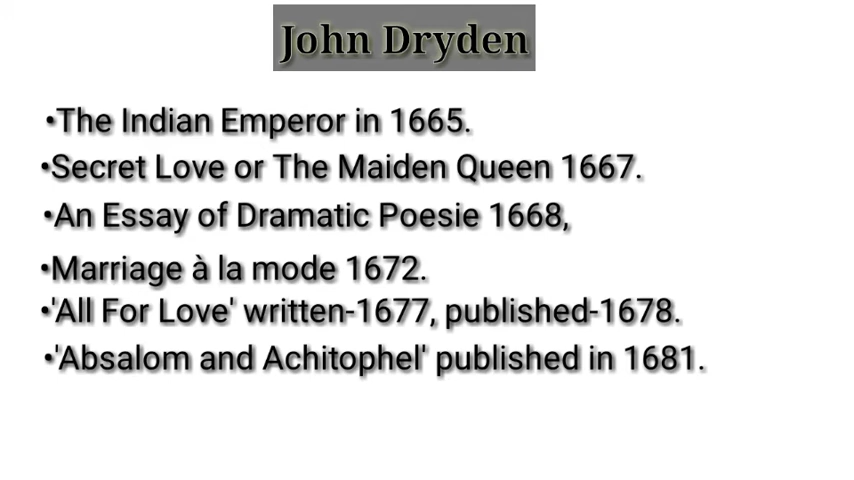 John Dryden
•The Indian Emperor in 1665.
•Secret Love or The Maiden Queen 1667.
•An Essay of Dramatic Poesie 1668,
•Marriage à la mode 1672.
•'All For Love' written-1677, published-1678.
•'Absalom and Achitophel' published in 1681.